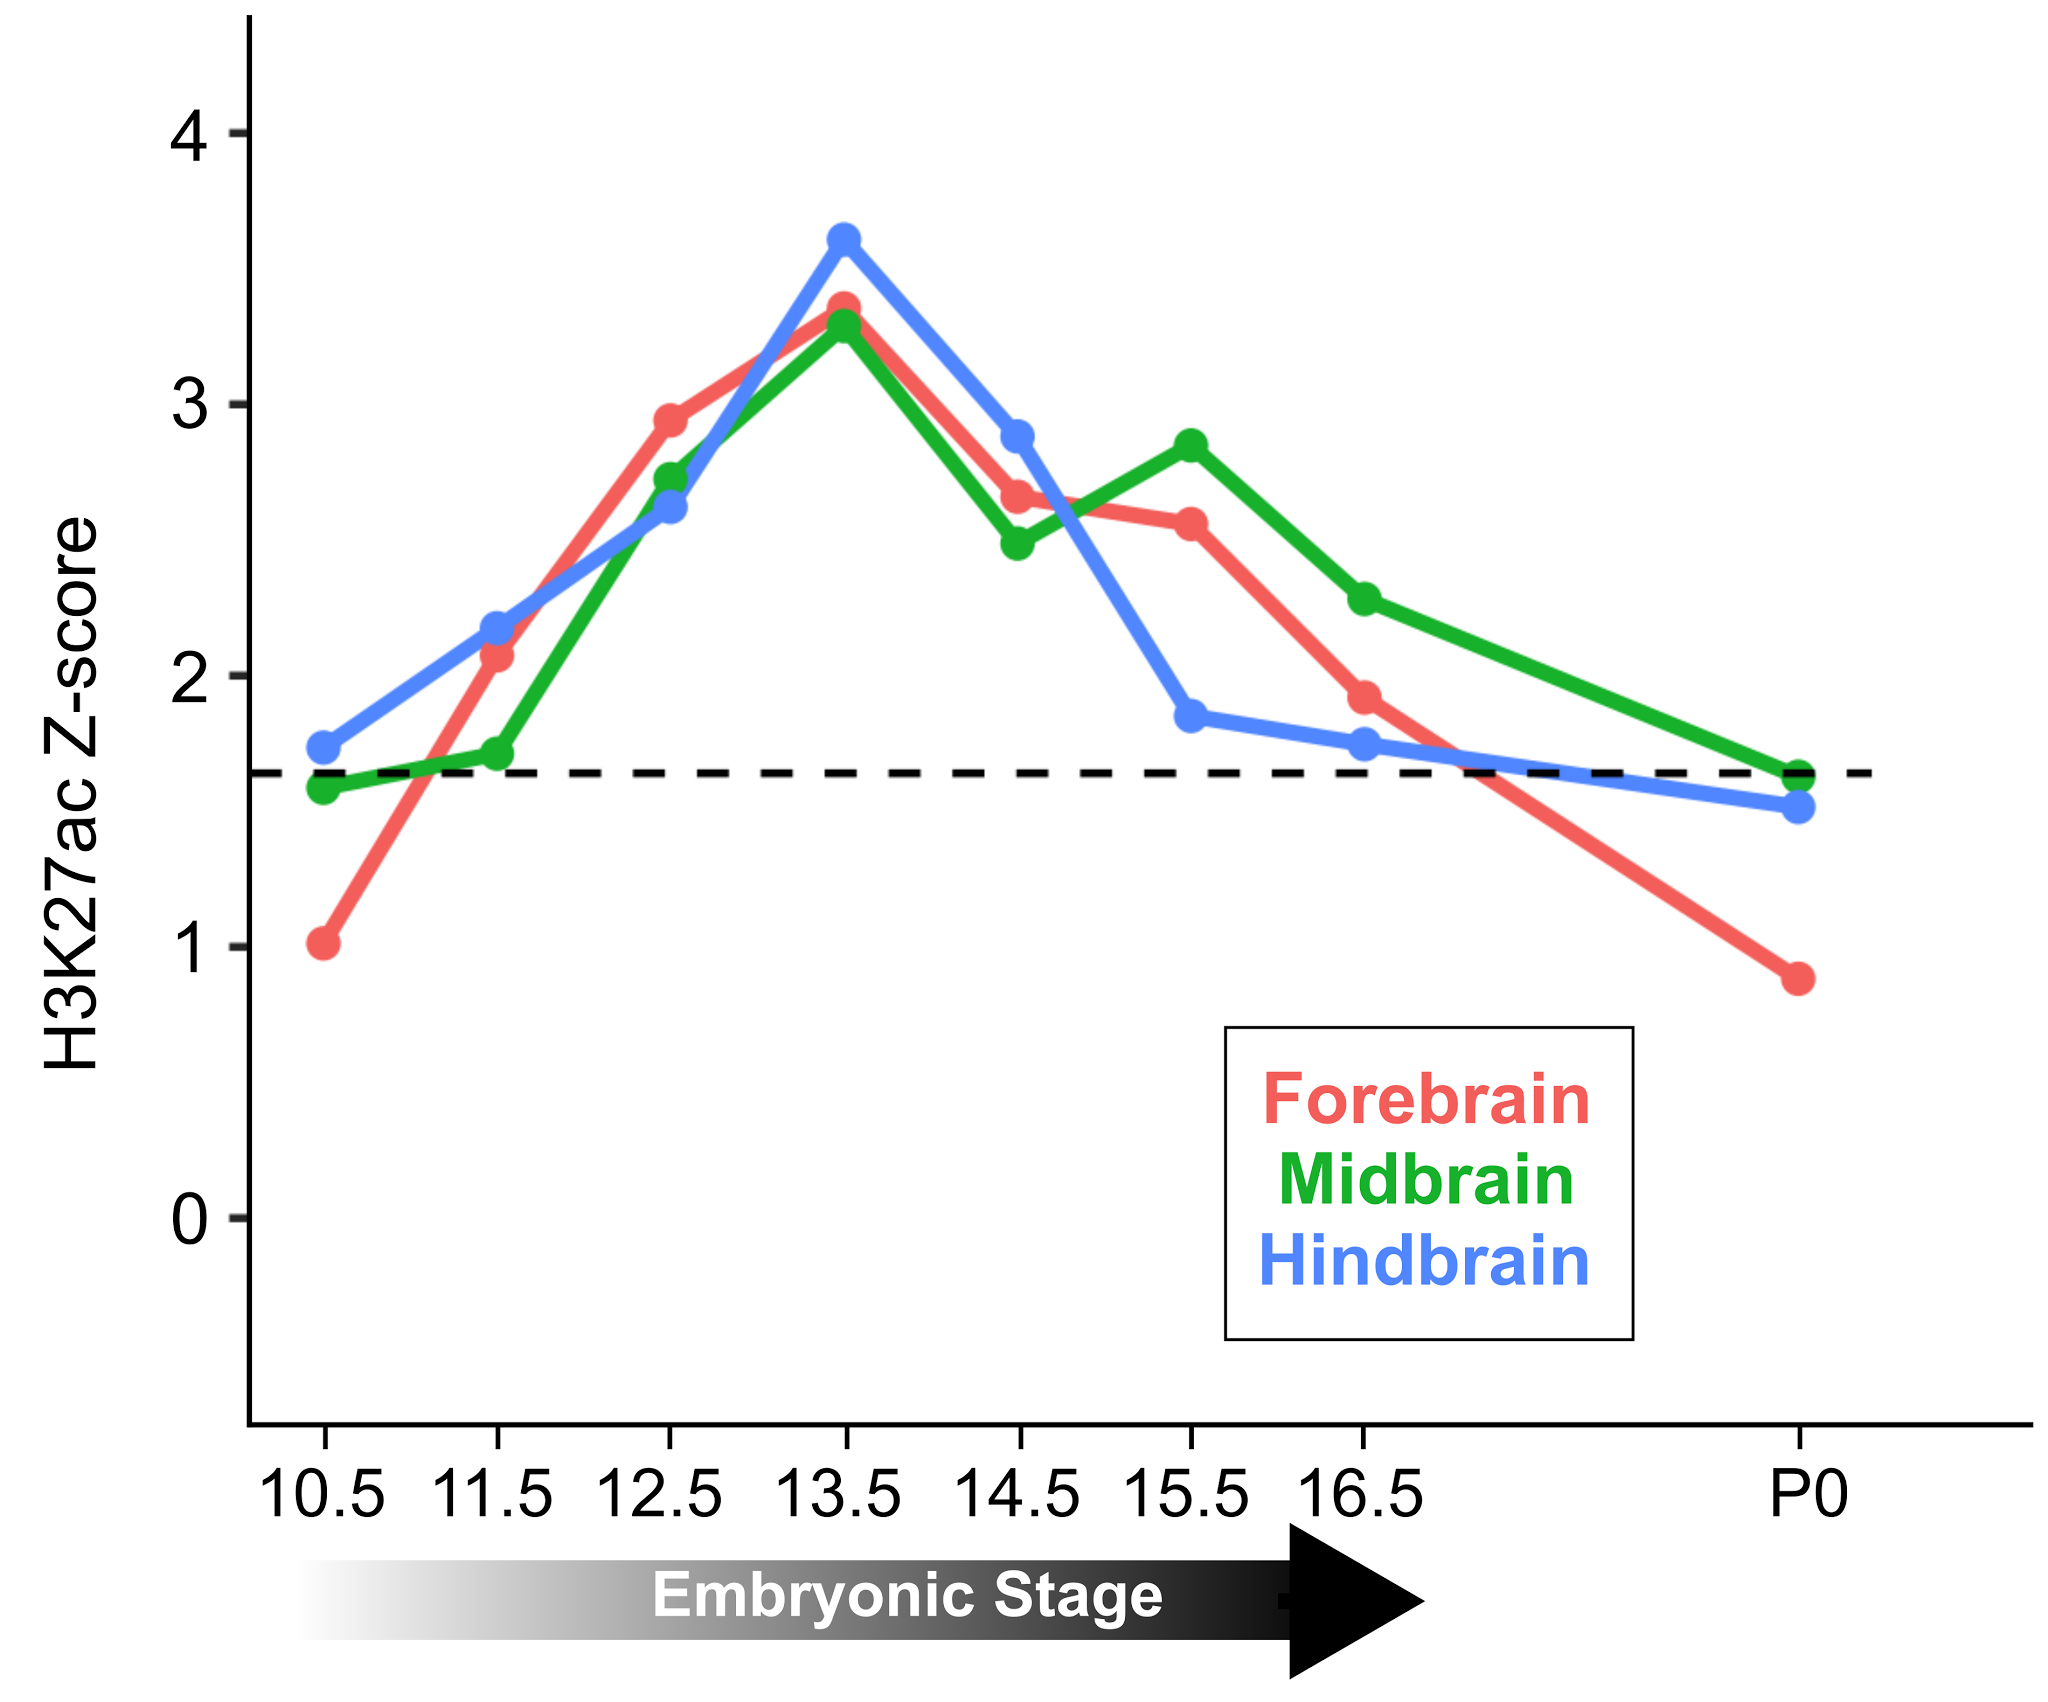 H3K27ac Z-score
4
3
2
1
0
Forebrain
Midbrain
Hindbrain
10.5 11.5 12.5 13.5 14.5 15.5 16.5 P0
Embryonic Stage